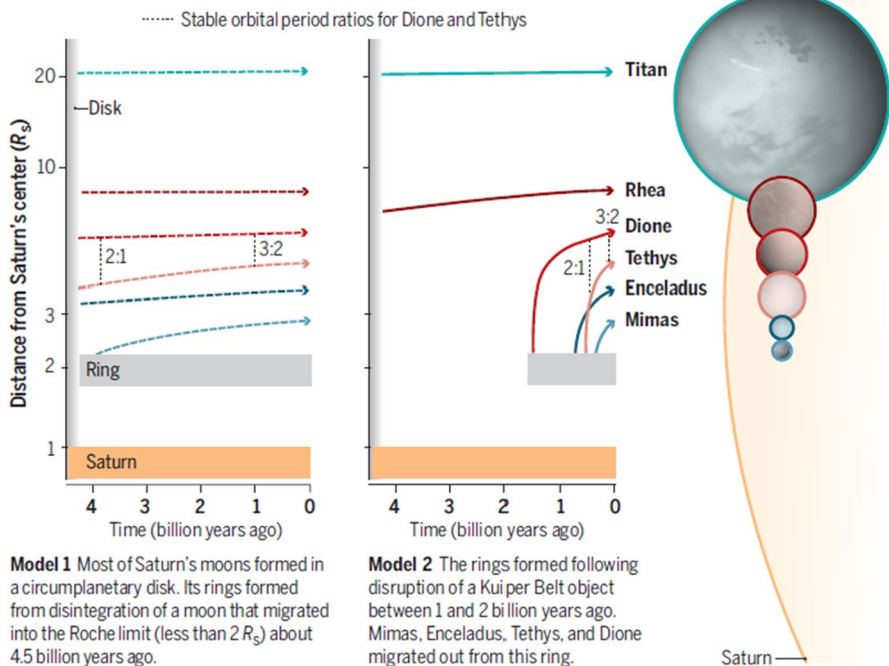 Stable orbital period ratios for Dione and Tethys
Distance from Saturn's center (Rs)
20
10
3
2
1
Disk
2:1
3:2
Ring
Saturn
4 3 2 1 0
Time (billion years ago)
3:2
2:1
4 3 2 1 0
Time (billion years ago)
Titan
Rhea
Dione
Tethys
Enceladus
Mimas
Model 1 Most of Saturn's moons formed in
a circumplanetary disk. Its rings formed
from disintegration of a moon that migrated
into the Roche limit (less than 2 Rs) about
4.5 billion years ago.
Model 2 The rings formed following
disruption of a Kuiper Belt object
between 1 and 2 billion years ago.
Mimas, Enceladus, Tethys, and Dione
migrated out from this ring.
Saturn